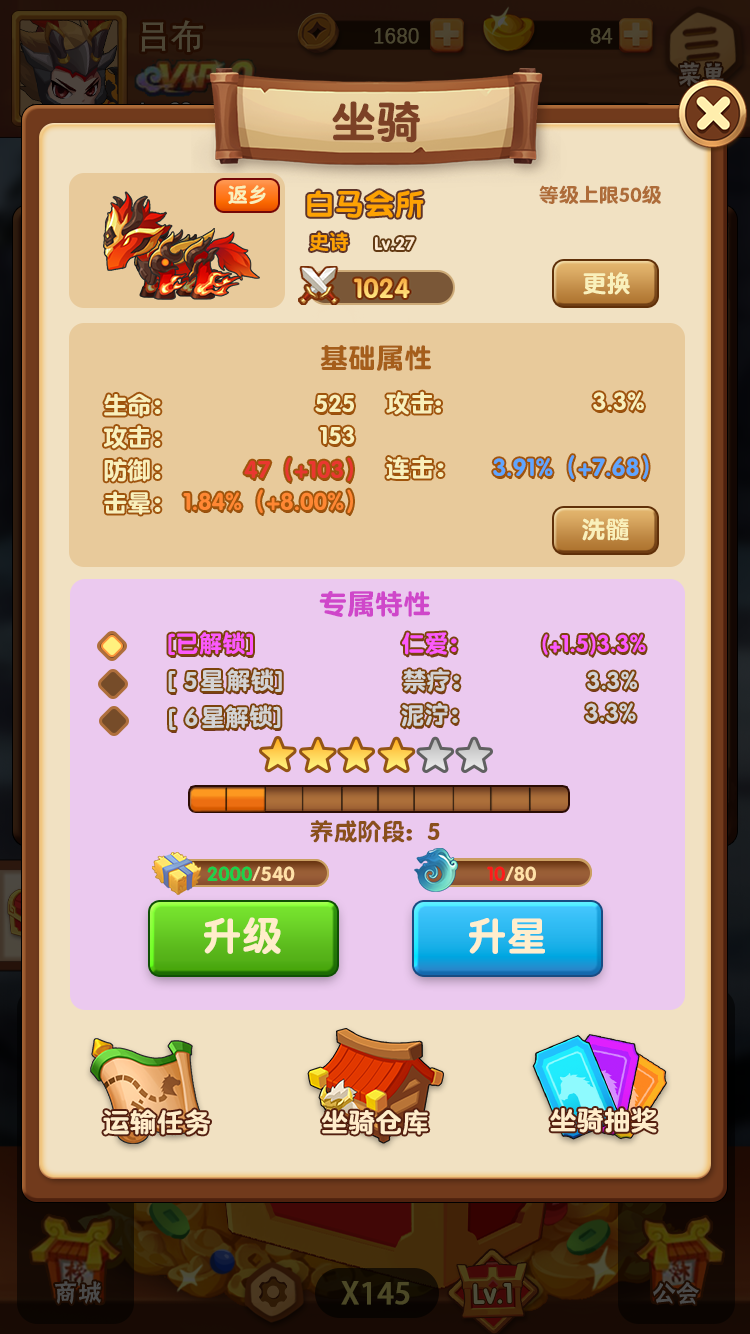 吕布
1680
84
菜单
坐骑
返乡
白马会所
等级上限50级
史诗 Lv.27
1024
更换
基础属性
生命: 525 攻击: 3.3%
攻击: 153
防御: 47 (+103) 连击: 3.91% (+7.68)
击晕: 1.84% (+8.00%)
洗髓
专属特性
[已解锁] 仁爱: (+1.5)3.3%
[ 5星解锁] 禁疗: 3.3%
[ 6星解锁] 泥泞: 3.3%
养成阶段: 5
2000/540
10/80
升级
升星
运输任务
坐骑仓库
坐骑抽奖
商城
X145
Lv.1
公会